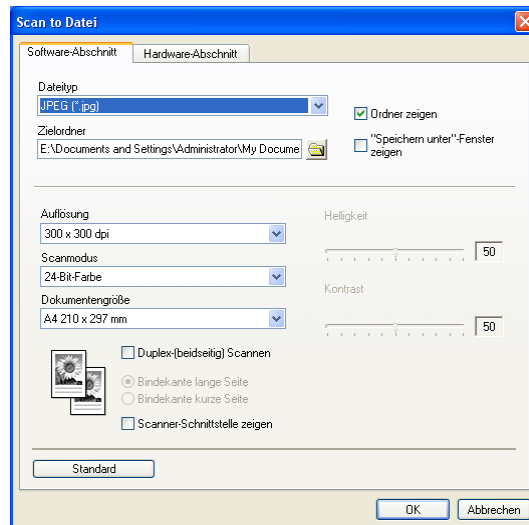 Scan to Datei
Software-Abschnitt
Hardware-Abschnitt
Dateityp
JPEG (*.jpg)
Ordner zeigen
Zielordner
"Speichern unter"-Fenster
zeigen
E:\Documents and Settings\Administrator\My Docume
Auflösung
Helligkeit
300 x 300 dpi
50
Scanmodus
24-Bit-Farbe
Kontrast
Dokumentengröße
A4 210 x 297 mm
50
Duplex-(beidseitig) Scannen
Bindekante lange Seite
Bindekante kurze Seite
Scanner-Schnittstelle zeigen
Standard
OK
Abbrechen